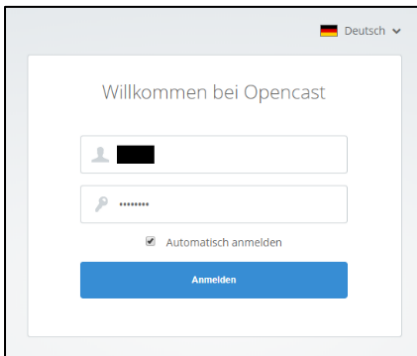 Deutsch
Willkommen bei Opencast
••••••••
Automatisch anmelden
Anmelden